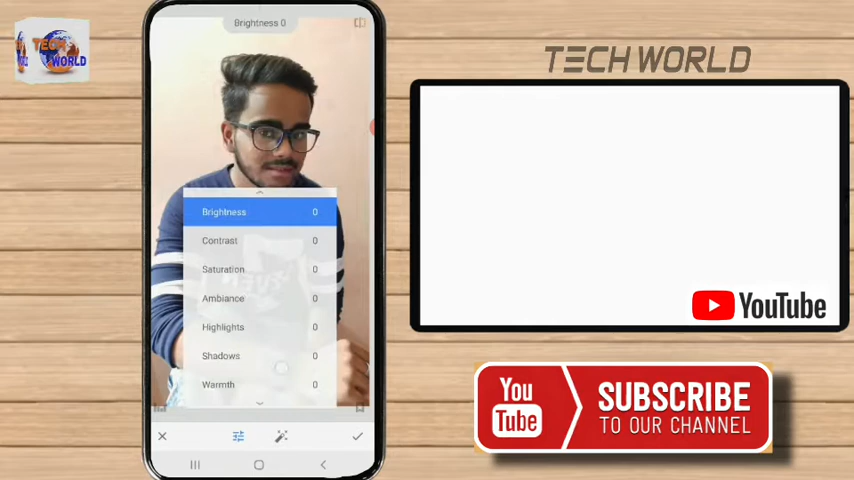 Brightness 0
TECH
WORLD
TECH WORLD
Brightness 0
Contrast 0
Saturation 0
Ambiance 0
Highlights 0
Shadows 0
Warmth 0
YouTube
You
Tube
SUBSCRIBE
TO OUR CHANNEL